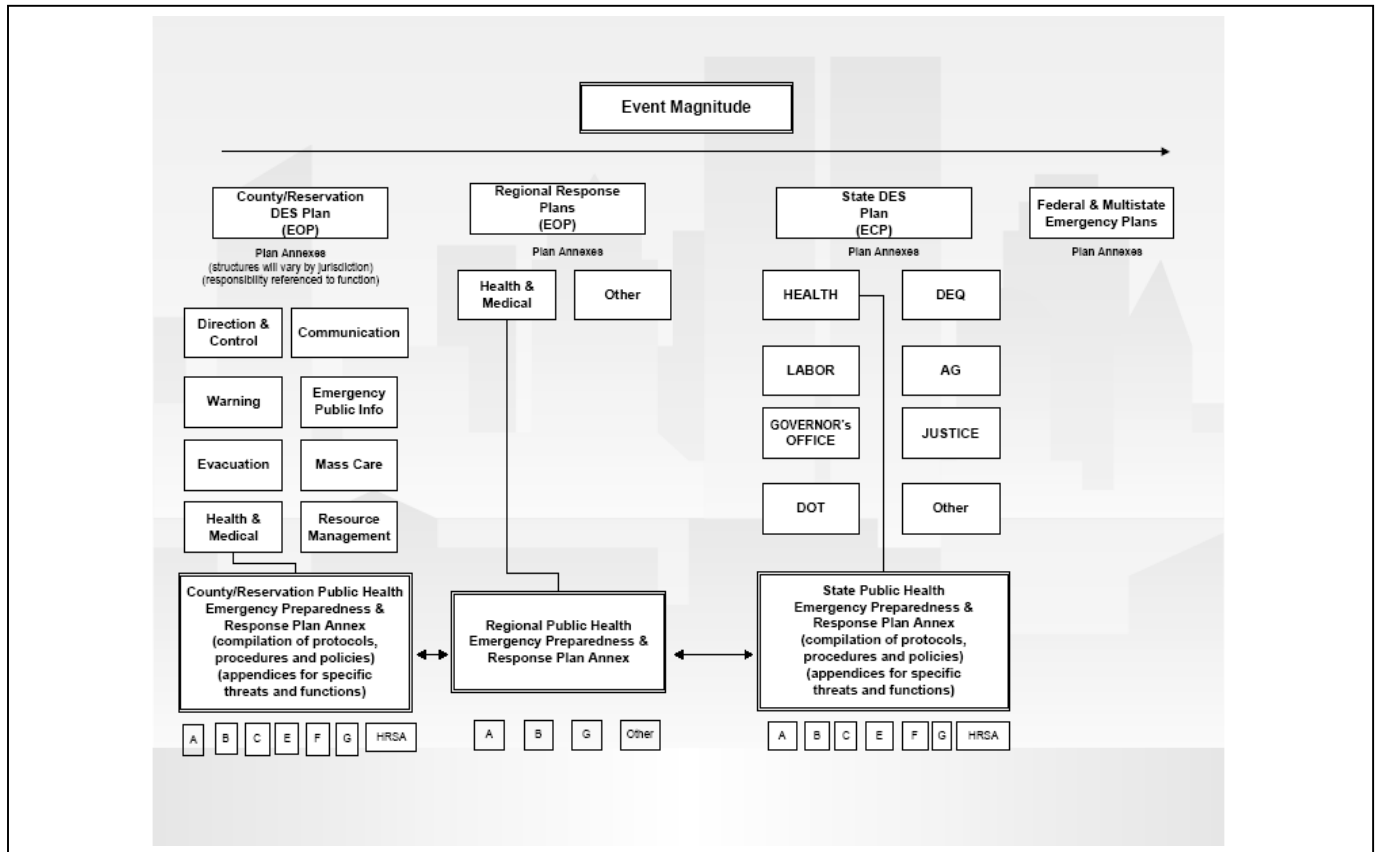 Event Magnitude
County/Reservation
DES Plan
(EOP)
Plan Annexes
(structures will vary by jurisdiction)
(responsibility referenced to function)
Direction &
Control
Communication
Warning
Emergency
Public Info
Evacuation
Mass Care
Health &
Medical
Resource
Management
County/Reservation Public Health
Emergency Preparedness &
Response Plan Annex
(compilation of protocols,
procedures and policies)
(appendices for specific
threats and functions)
A B C E F G HRSA
Regional Response
Plans
(EOP)
Plan Annexes
Health &
Medical
Other
Regional Public Health
Emergency Preparedness &
Response Plan Annex
A B G Other
State DES
Plan
(ECP)
Plan Annexes
HEALTH
DEQ
LABOR
AG
GOVERNOR's
OFFICE
JUSTICE
DOT
Other
State Public Health
Emergency Preparedness &
Response Plan Annex
(compilation of protocols,
procedures and policies)
(appendices for specific
threats and functions)
A B C E F G HRSA
Federal & Multistate
Emergency Plans
Plan Annexes